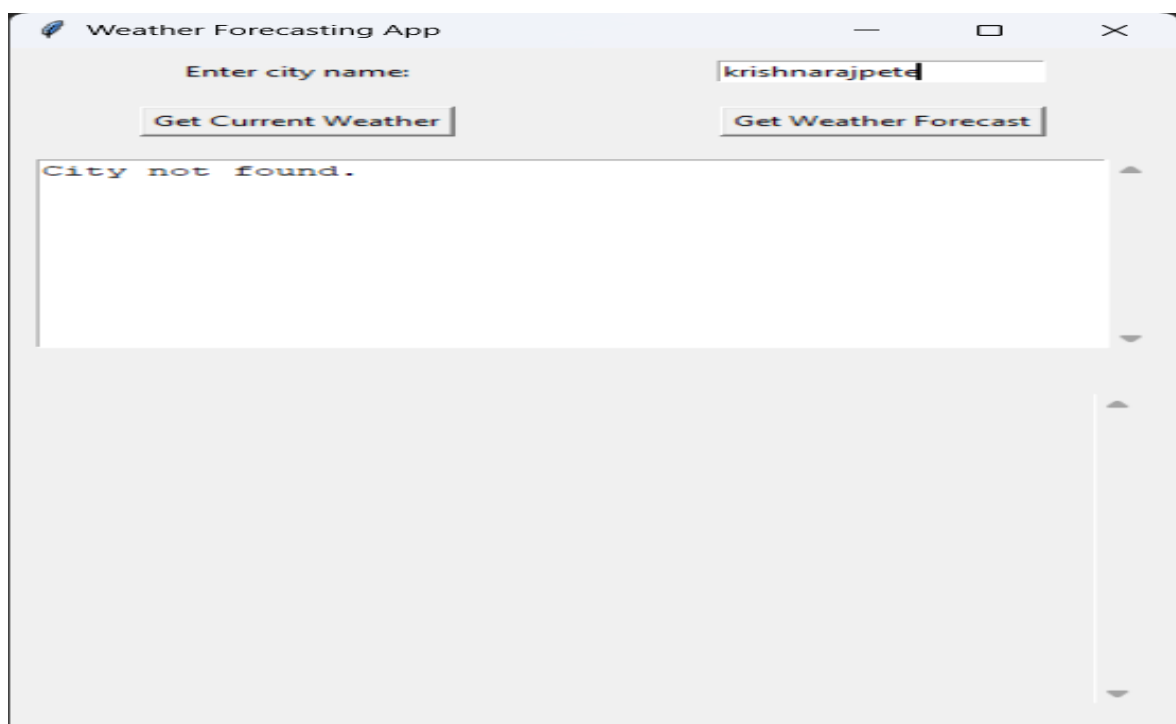 Weather Forecasting App
Enter city name: krishnarajpete
Get Current Weather Get Weather Forecast
City not found.